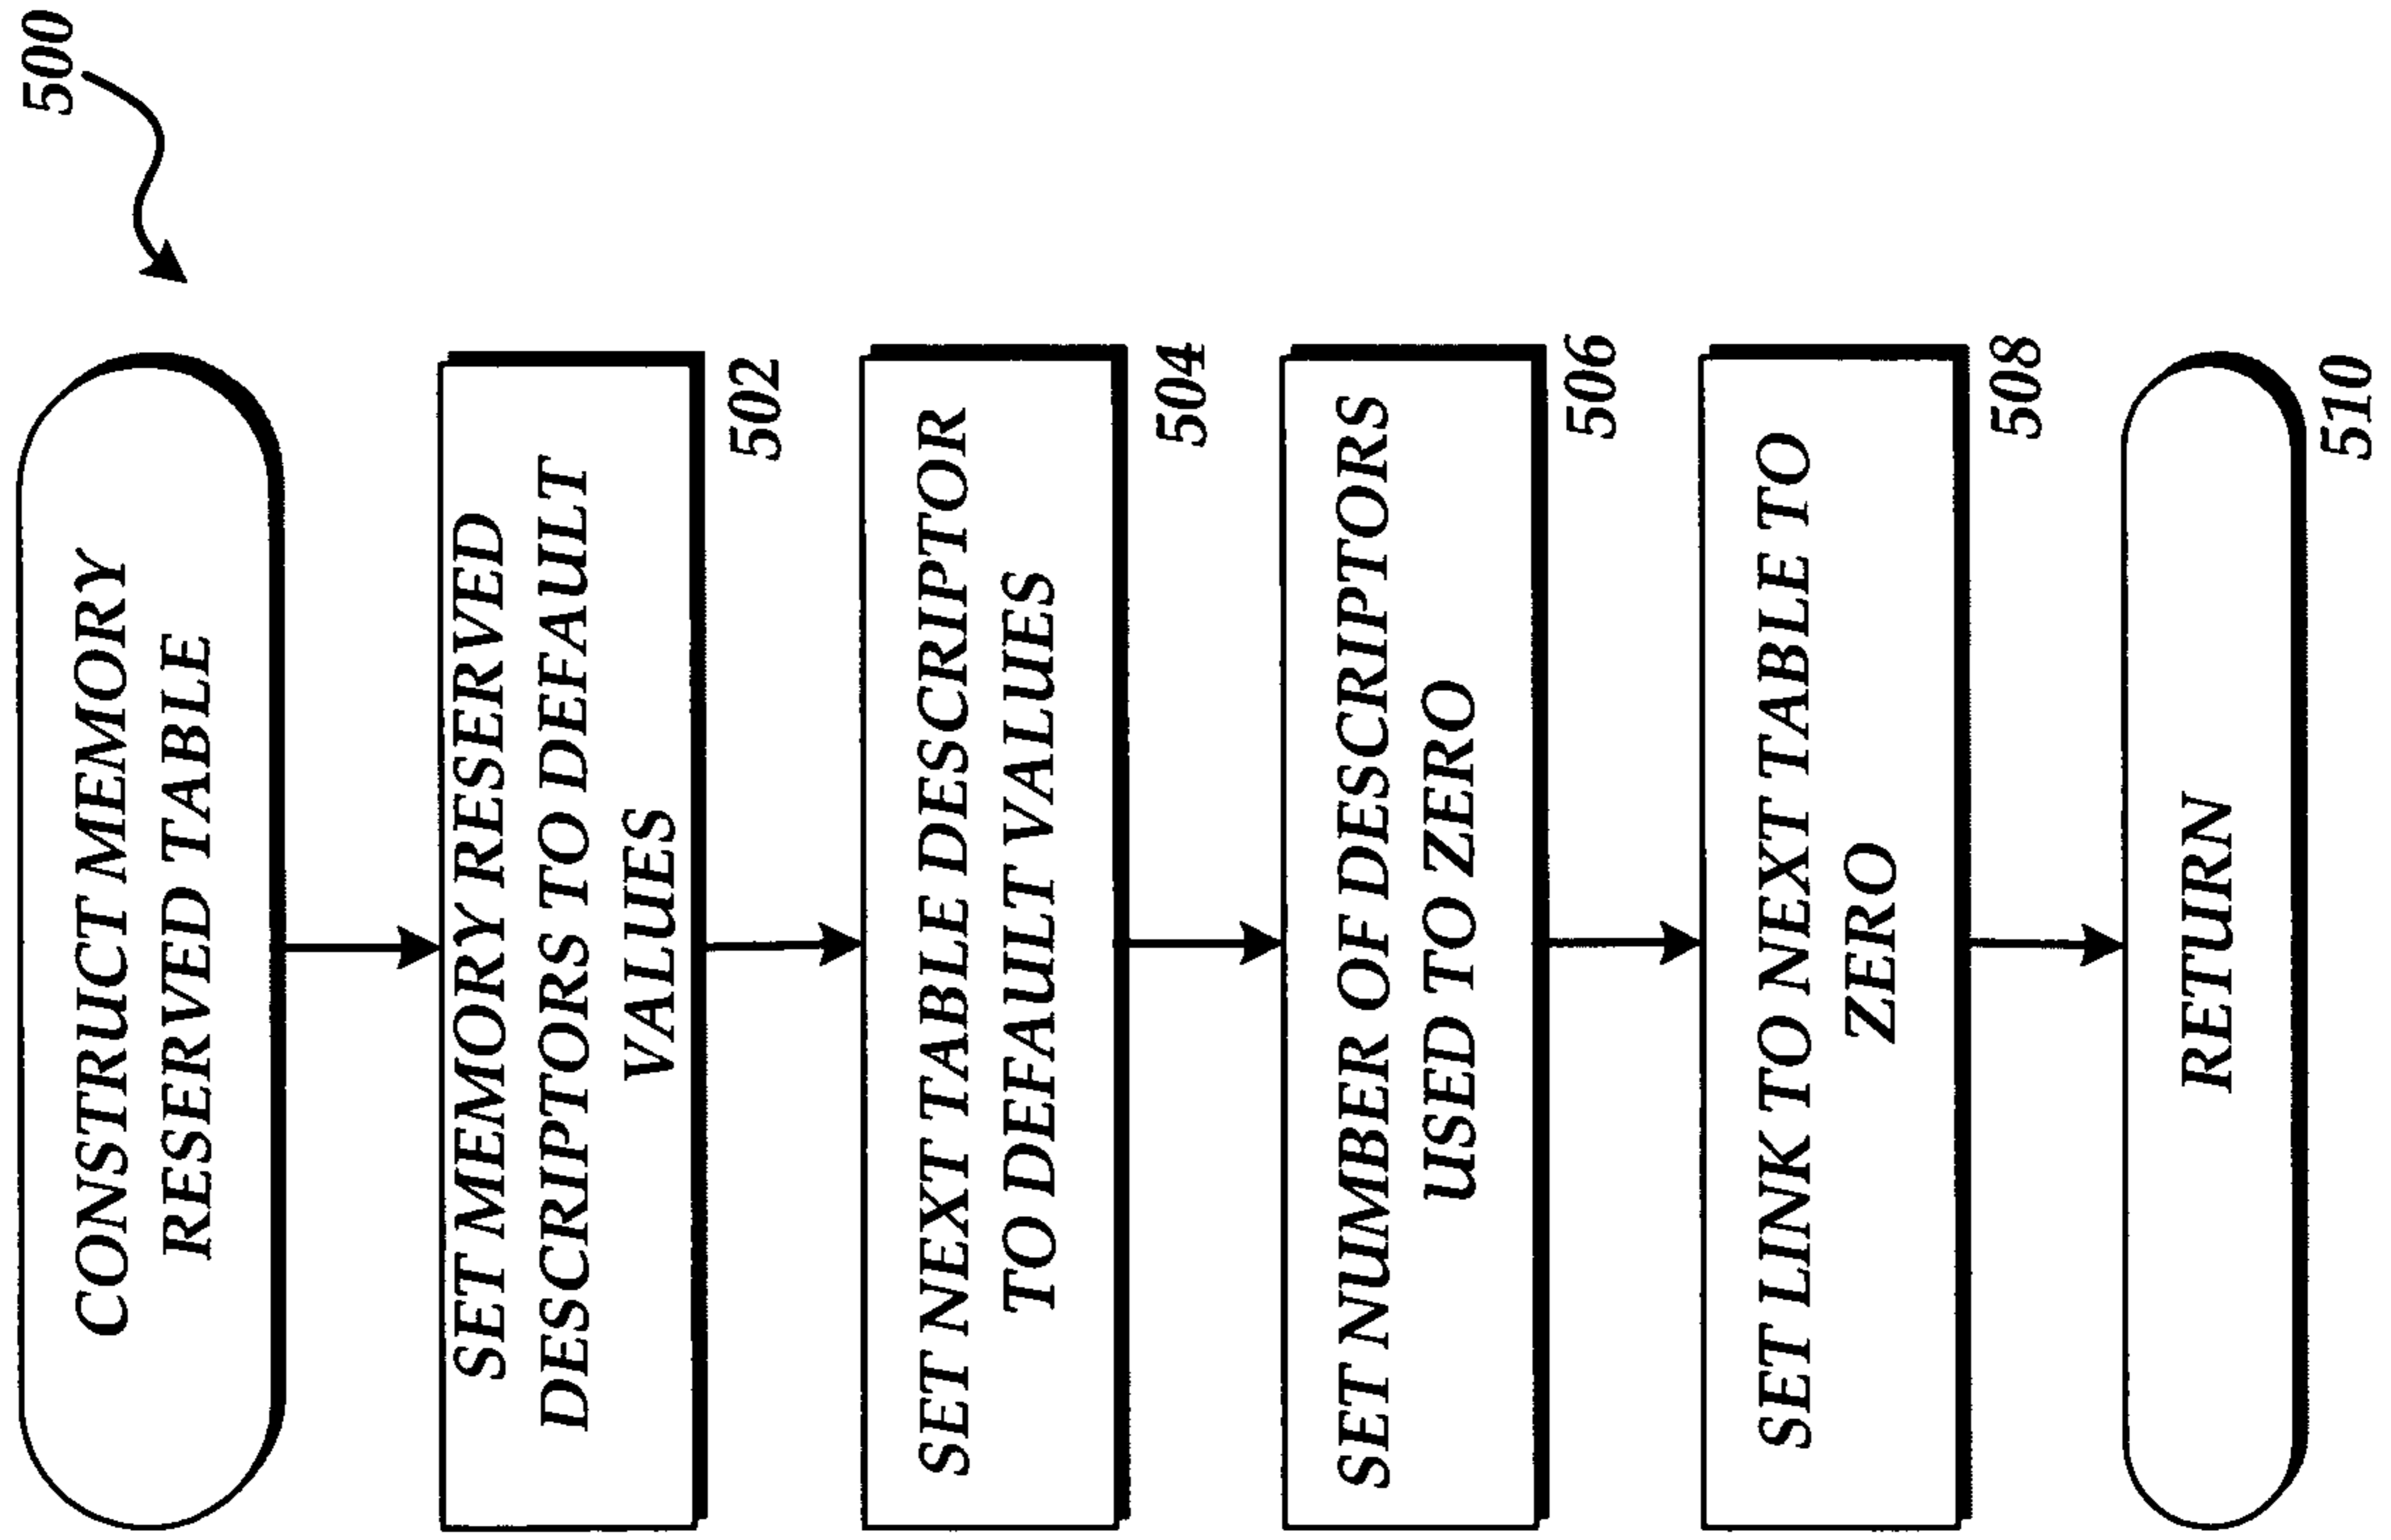 500
CONSTRUCT MEMORY
RESERVED TABLE
SET MEMORY RESERVED
DESCRIPTORS TO DEFAULT
VALUES
502
SET NEXT TABLE DESCRIPTOR
TO DEFAULT VALUES
504
SET NUMBER OF DESCRIPTORS
USED TO ZERO
506
SET LINK TO NEXT TABLE TO
ZERO
508
RETURN
510